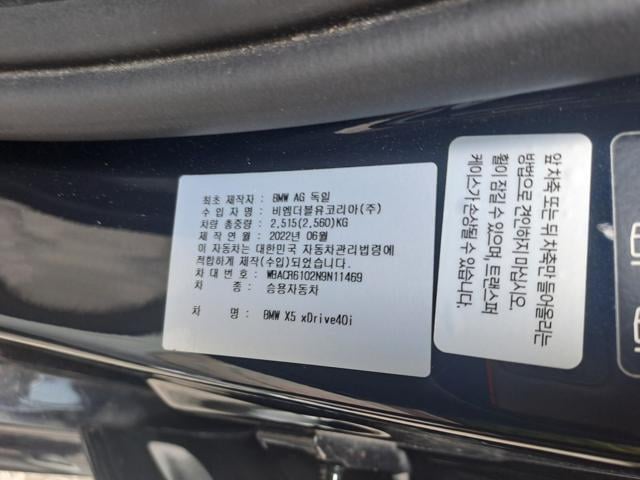 최초 제작자 : BMW AG 독일
수 입 자 명 : 비엠더블유코리아(주)
차량 총중량 : 2,515(2,560)KG
제 작 연 월 : 2022년 06월
이 자동차는 대한민국 자동차관리법령에
적합하게 제작(수입)되었습니다.
차 대 번 호 : WBACR6102N9N11469
차 종 : 승용자동차
차 명 : BMW X5 xDrive40i
앞 차축 또는 뒤 차축만 들어올리는
방법으로 견인하지 마십시오.
휠이 잠길 수 있으며, 트랜스퍼
케이스가 손상될 수 있습니다.